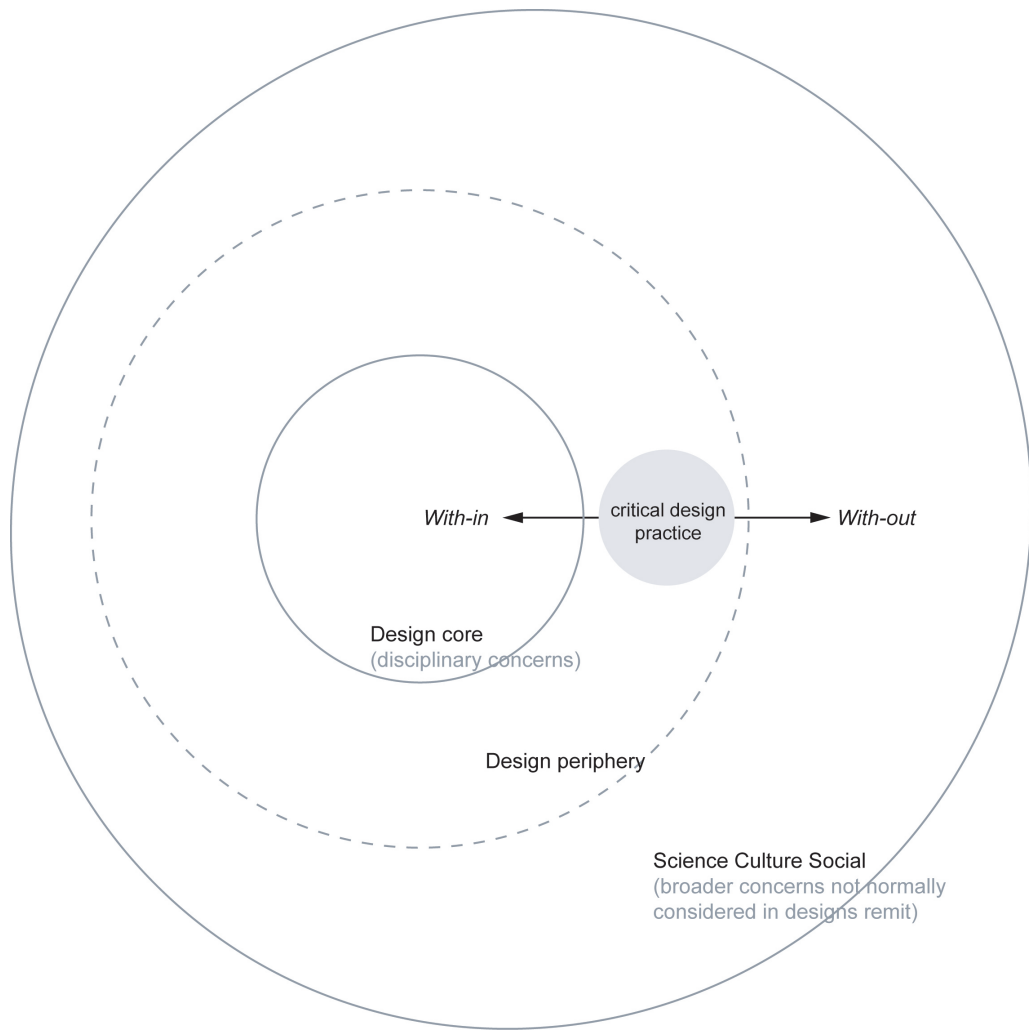 critical design
practice
With-in
With-out
Design core
(disciplinary concerns)
Design periphery
Science Culture Social
(broader concerns not normally
considered in designs remit)